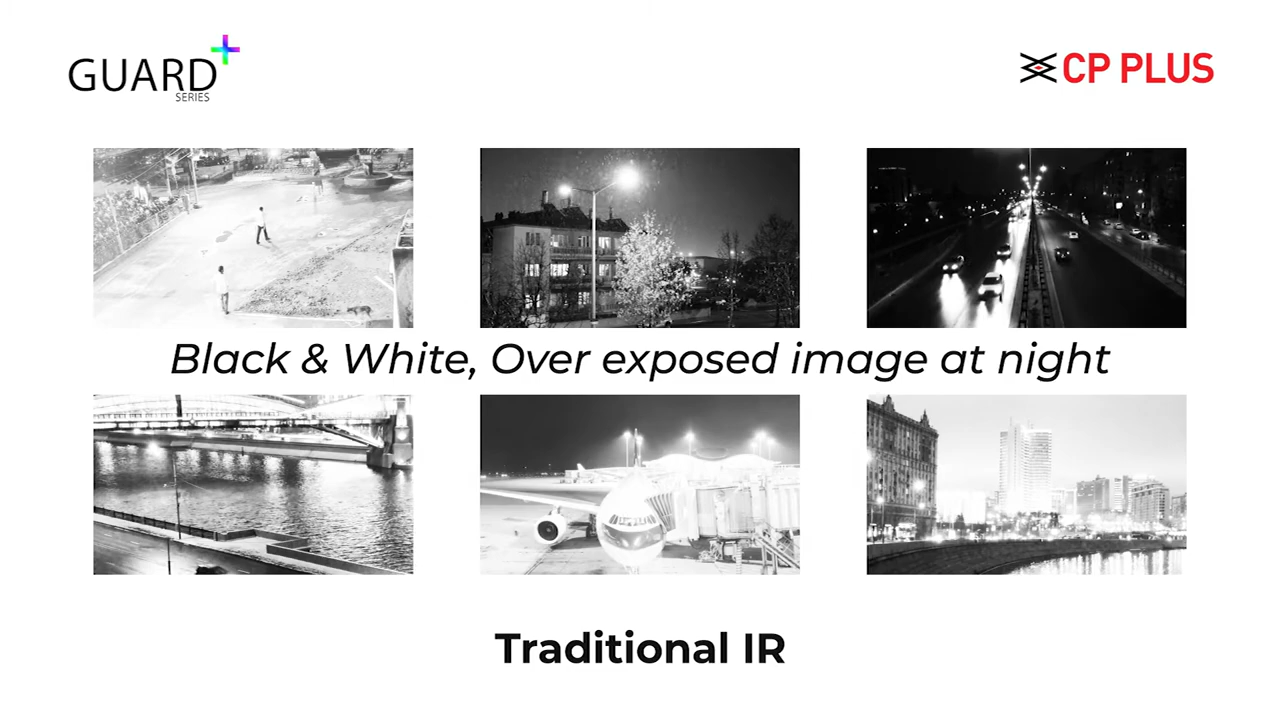 GUARD+
SERIES
CP PLUS
Black & White, Over exposed image at night
Traditional IR